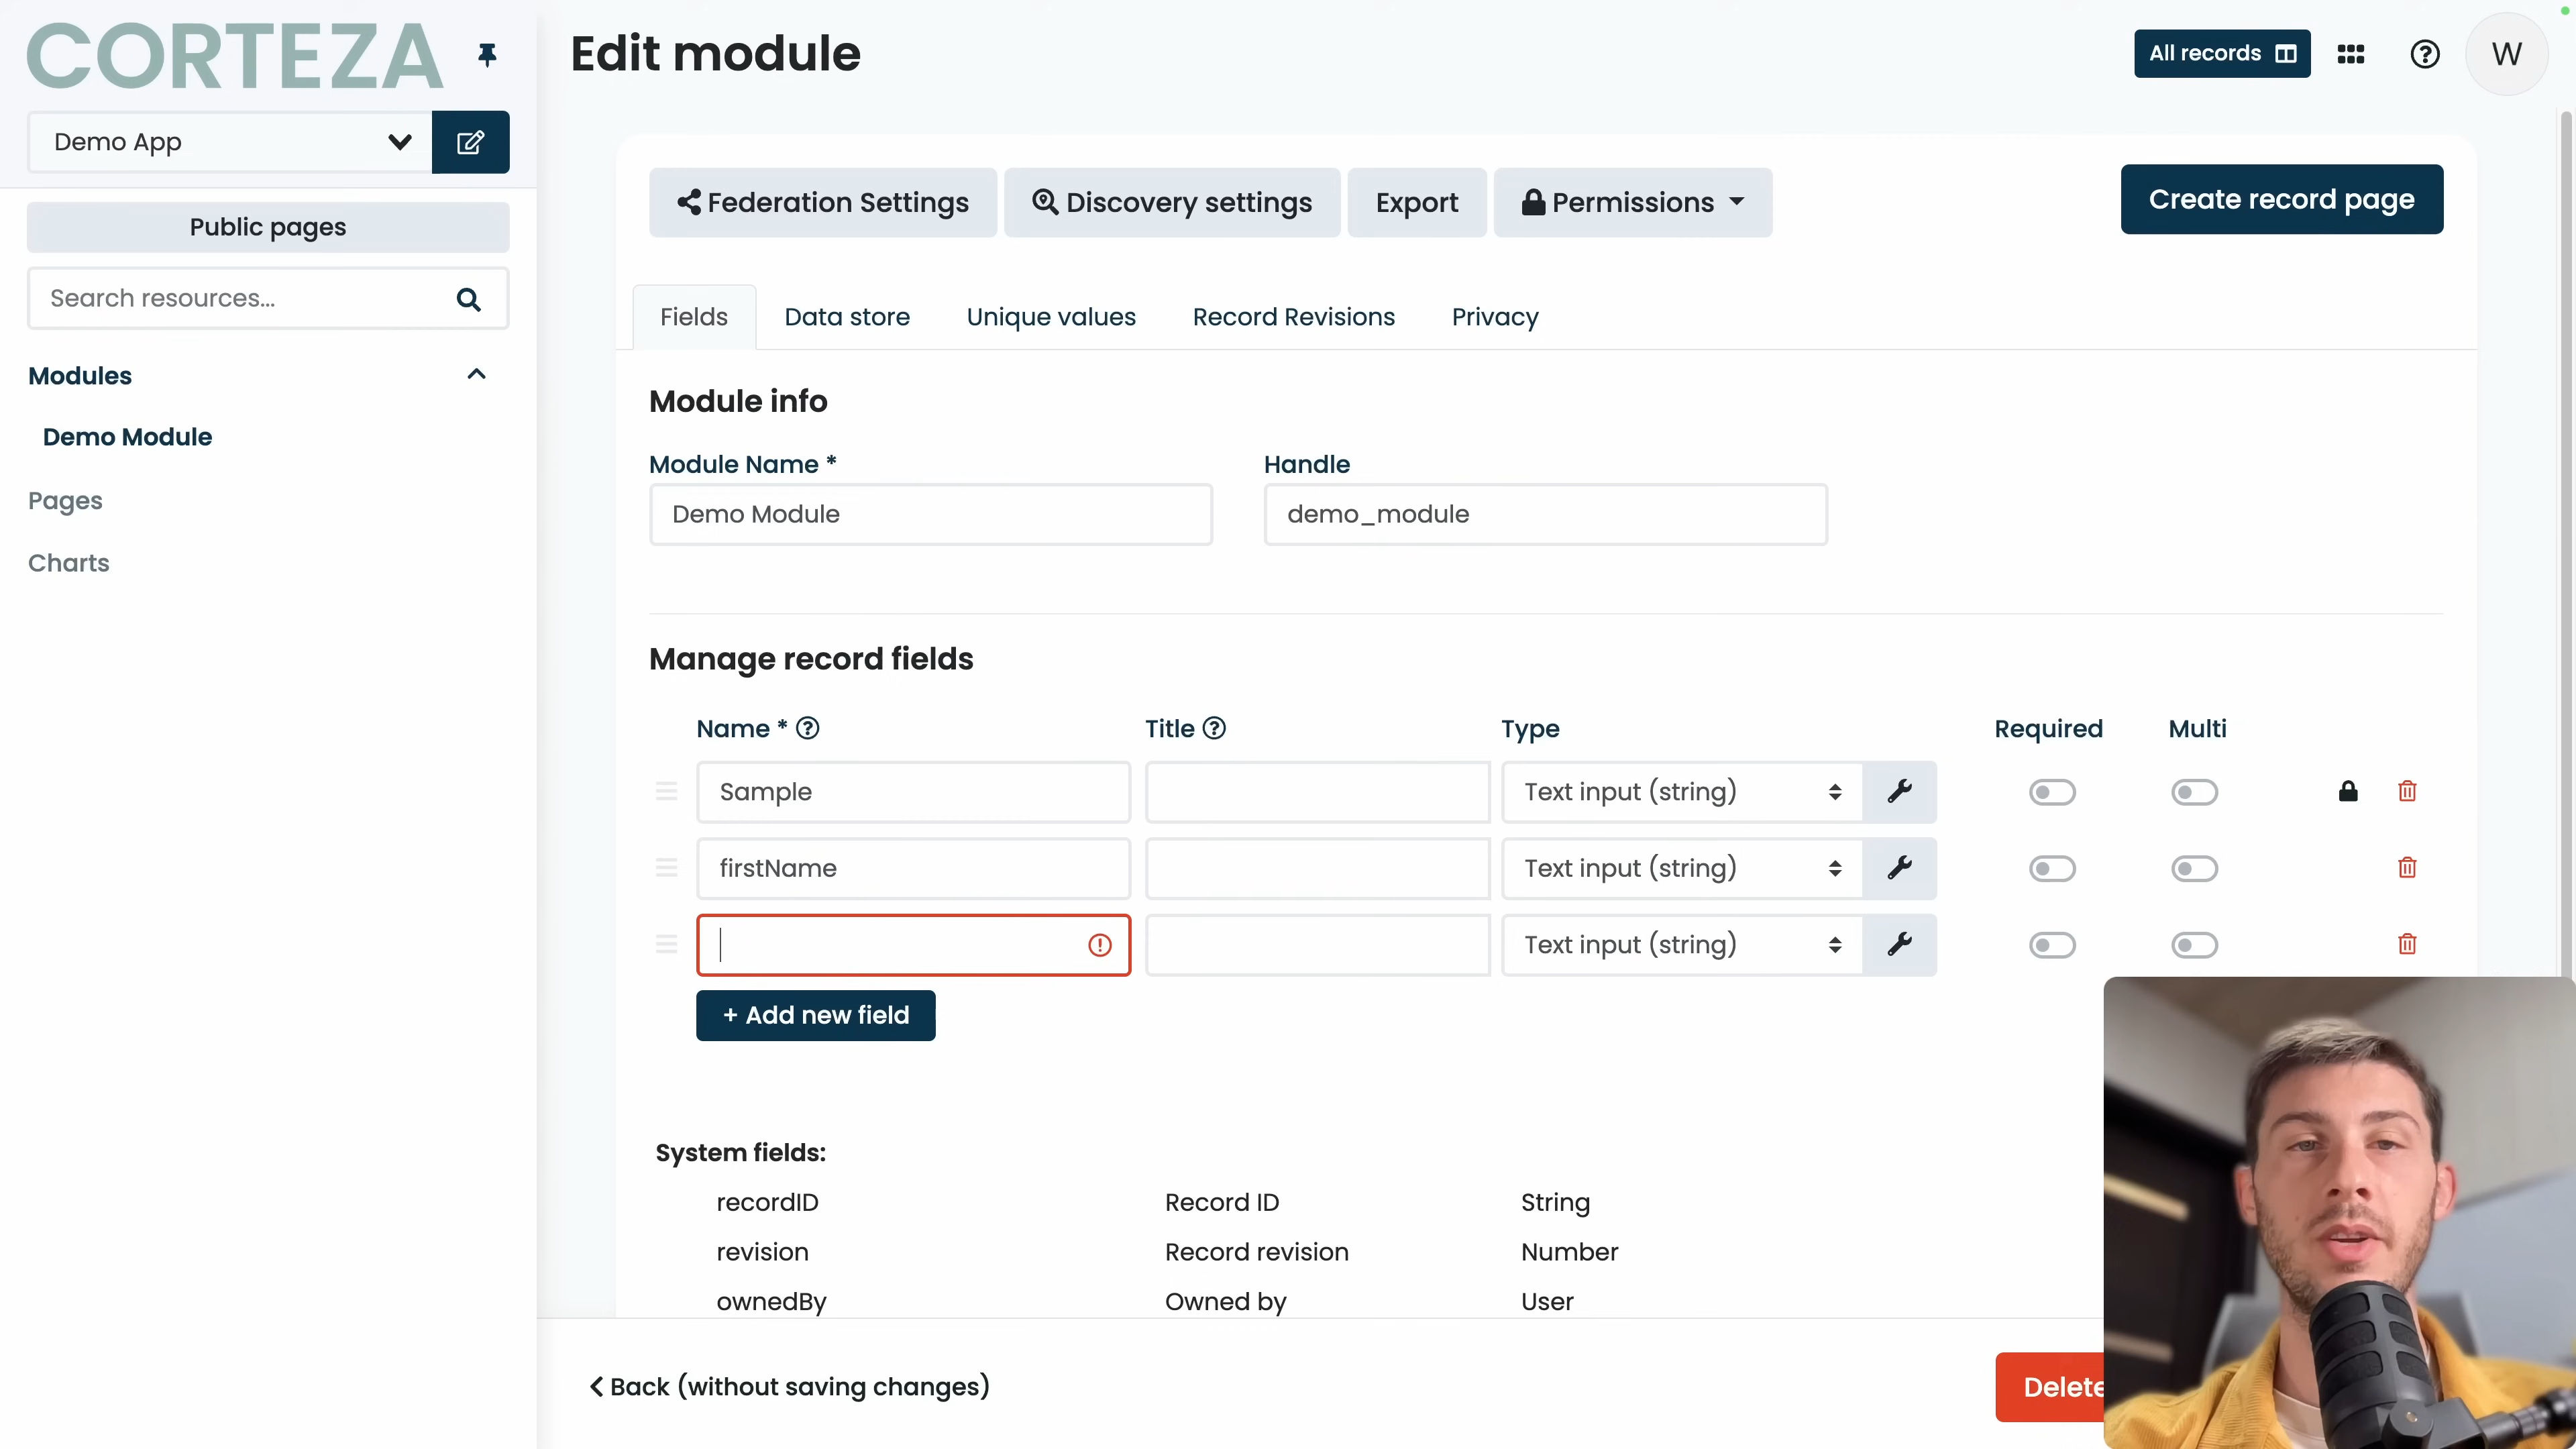 CORTEZA
Edit module
All records
W
Demo App
Public pages
Search resources...
Modules
Demo Module
Pages
Charts
Federation Settings
Discovery settings
Export
Permissions
Create record page
Fields
Data store
Unique values
Record Revisions
Privacy
Module info
Module Name *
Handle
Demo Module
demo_module
Manage record fields
Name *
Title
Type
Required
Multi
Sample
Text input (string)
firstName
Text input (string)
Text input (string)
+ Add new field
System fields:
recordID
Record ID
String
revision
Record revision
Number
ownedBy
Owned by
User
Back (without saving changes)
Delete